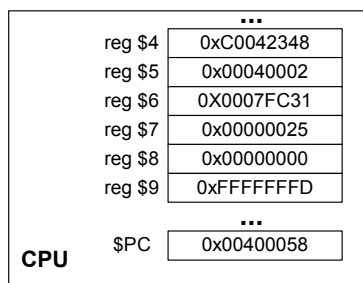 ...
reg $4 0xC0042348
reg $5 0x00040002
reg $6 0X0007FC31
reg $7 0x00000025
reg $8 0x00000000
reg $9 0xFFFFFFFD
...
$PC 0x00400058
CPU